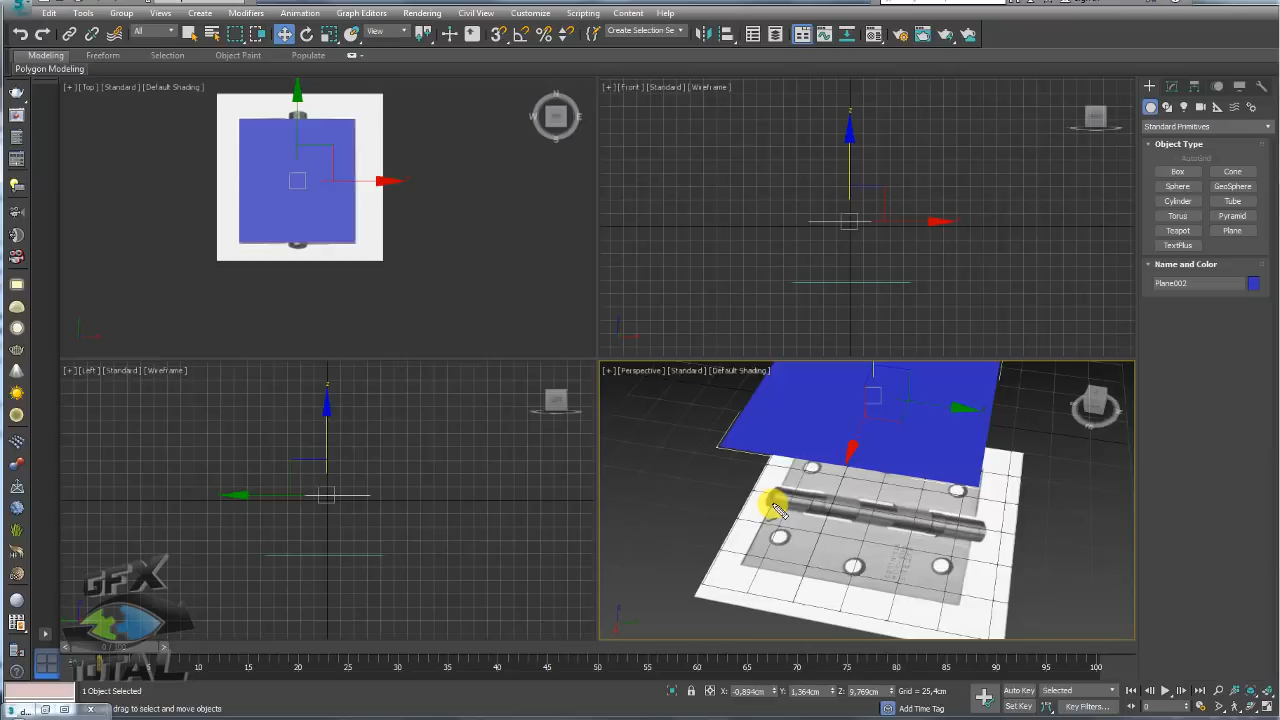 Edit Tools Group Views Create Modifiers Animation Graph Editors Rendering Civil View Customize Scripting Content Help
All View Create Selection Se
Modeling Freeform Selection Object Paint Populate
Polygon Modeling
[+] [Top] [Standard] [Default Shading]
[+] [Front] [Standard] [Wireframe]
N
W E
S
z
Standard Primitives
Object Type
AutoGrid
Box Cone
Sphere GeoSphere
Cylinder Tube
Torus Pyramid
Teapot Plane
TextPlus
Name and Color
Plane002
[+] [Left] [Standard] [Wireframe]
[+] [Perspective] [Standard] [Default Shading]
z
GFX
TOTAL
0 / 100
10 15 20 25 30 35 40 45 50 55 60 65 70 75 80 85 90 95 100
1 Object Selected
X: -0,894cm Y: 1,364cm Z: 9,769cm Grid = 25,4cm
Auto Key Selected
drag to select and move objects
Add Time Tag
Set Key Key Filters... 0